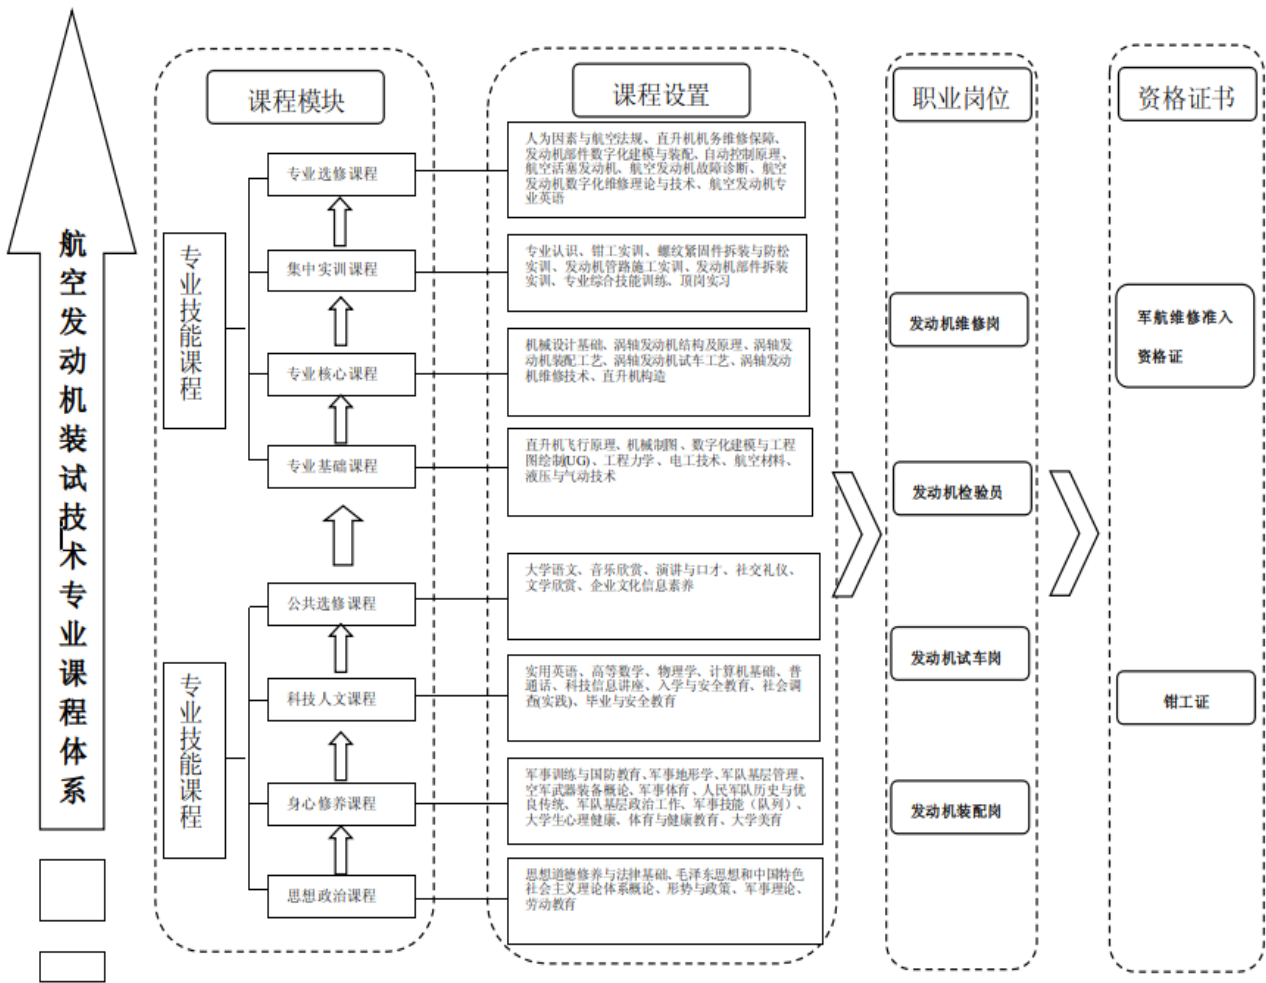 航空发动机装试技术专业课程体系
课程模块
专业技能课程
专业选修课程
集中实训课程
专业核心课程
专业基础课程
专业技能课程
公共选修课程
科技人文课程
身心修养课程
思想政治课程
课程设置
人为因素与航空法规、直升机机务维修保障、
发动机部件数字化建模与装配、自动控制原理、
航空活塞发动机、航空发动机故障诊断、航空
发动机数字化维修理论与技术、航空发动机专
业英语
专业认识、钳工实训、螺纹紧固件拆装与防松
实训、发动机管路施工实训、发动机部件拆装
实训、专业综合技能训练、顶岗实习
机械设计基础、涡轴发动机结构及原理、涡轴发
动机装配工艺、涡轴发动机试车工艺、涡轴发动
机维修技术、直升机构造
直升机飞行原理、机械制图、数字化建模与工程
图绘制(UG)、工程力学、电工技术、航空材料、
液压与气动技术
大学语文、音乐欣赏、演讲与口才、社交礼仪、
文学欣赏、企业文化信息素养
实用英语、高等数学、物理学、计算机基础、普
通话、科技信息讲座、入学与安全教育、社会调
查(实践)、毕业与安全教育
军事训练与国防教育、军事地形学、军队基层管理、
空军武器装备概论、军事体育、人民军队历史与优
良传统、军队基层政治工作、军事技能（队列）、
大学生心理健康、体育与健康教育、大学美育
思想道德修养与法律基础、毛泽东思想和中国特色
社会主义理论体系概论、形势与政策、军事理论、
劳动教育
职业岗位
发动机维修岗
发动机检验员
发动机试车岗
发动机装配岗
资格证书
军航维修准入
资格证
钳工证